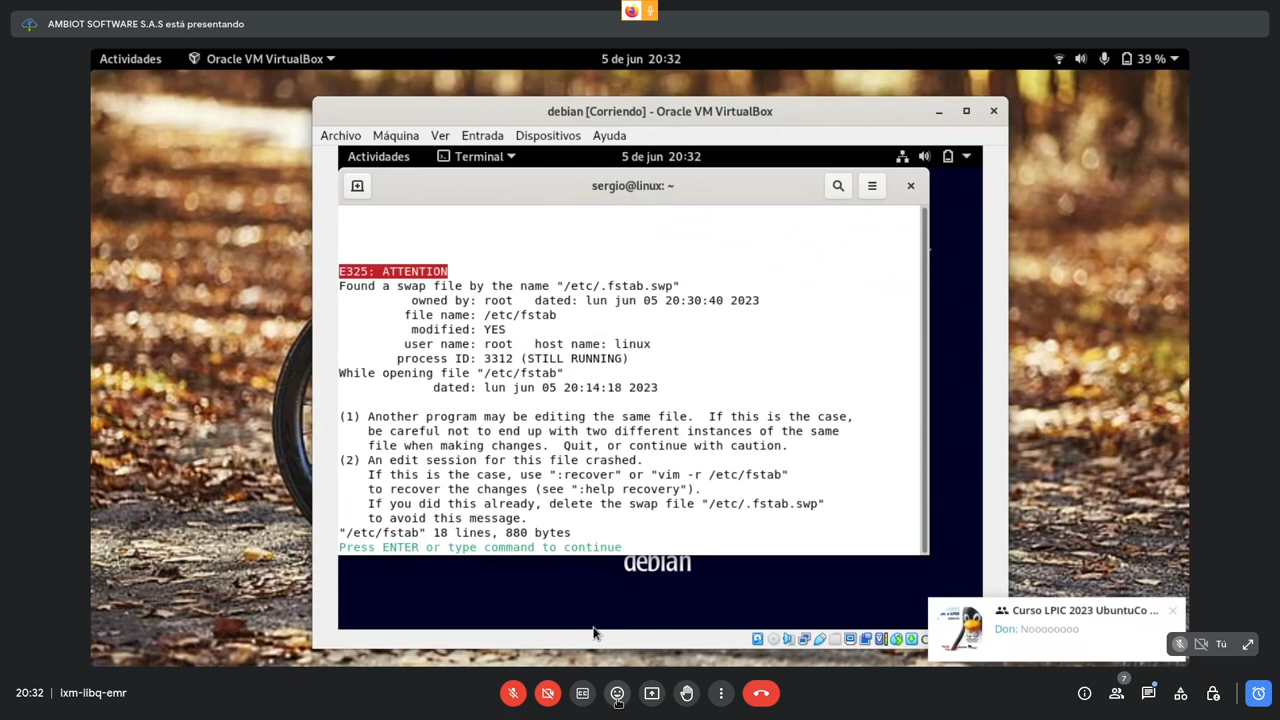 AMBIOT SOFTWARE S.A.S está presentando
Actividades Oracle VM VirtualBox 5 de jun 20:32 39 %
debian [Corriendo] - Oracle VM VirtualBox
Archivo Máquina Ver Entrada Dispositivos Ayuda
Actividades Terminal 5 de jun 20:32
sergio@linux: ~
E325: ATTENTION
Found a swap file by the name "/etc/.fstab.swp"
owned by: root dated: lun jun 05 20:30:40 2023
file name: /etc/fstab
modified: YES
user name: root host name: linux
process ID: 3312 (STILL RUNNING)
While opening file "/etc/fstab"
dated: lun jun 05 20:14:18 2023
(1) Another program may be editing the same file. If this is the case,
be careful not to end up with two different instances of the same
file when making changes. Quit, or continue with caution.
(2) An edit session for this file crashed.
If this is the case, use ":recover" or "vim -r /etc/fstab"
to recover the changes (see ":help recovery").
If you did this already, delete the swap file "/etc/.fstab.swp"
to avoid this message.
"/etc/fstab" 18 lines, 880 bytes
Press ENTER or type command to continue
debian
Curso LPIC 2023 UbuntuCo ...
Don: Nooooooo
Tú
20:32 ixm-libq-emr
7